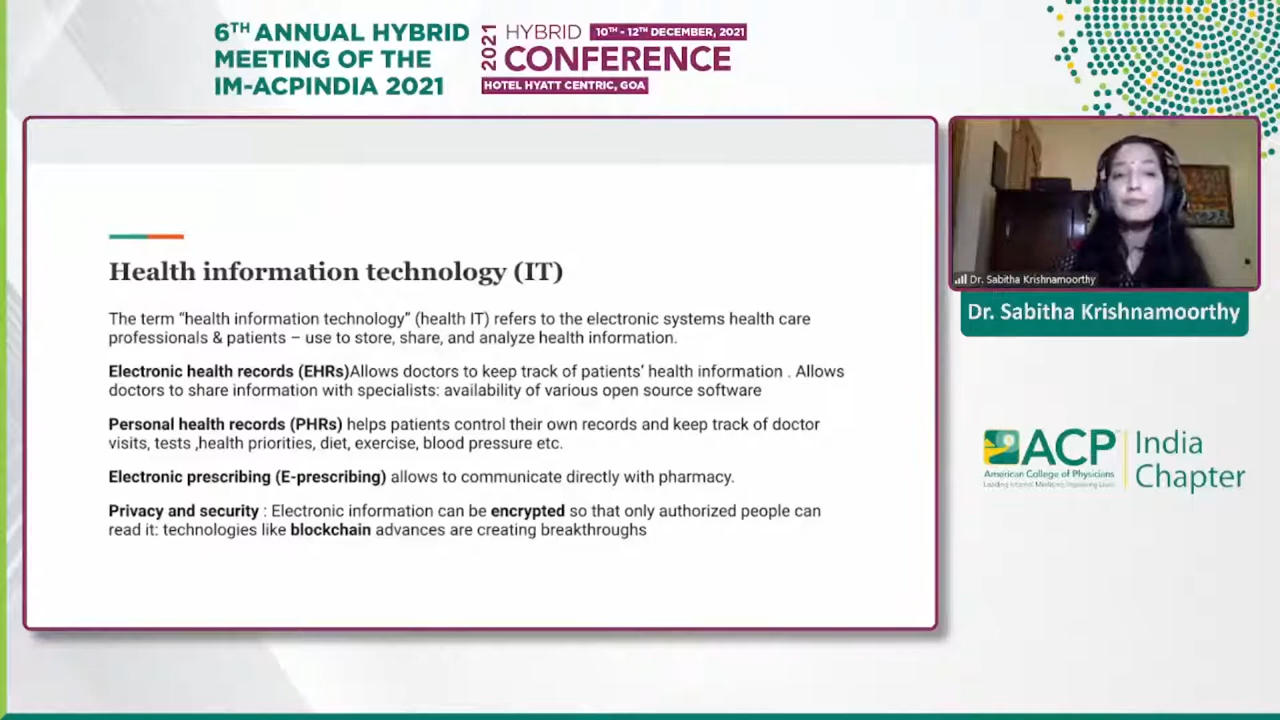 6TH ANNUAL HYBRID
MEETING OF THE
IM-ACPINDIA 2021
2021
HYBRID 10TH - 12TH DECEMBER, 2021
CONFERENCE
HOTEL HYATT CENTRIC, GOA
Health information technology (IT)
The term “health information technology” (health IT) refers to the electronic systems health care
professionals & patients – use to store, share, and analyze health information.
Electronic health records (EHRs)Allows doctors to keep track of patients’ health information . Allows
doctors to share information with specialists: availability of various open source software
Personal health records (PHRs) helps patients control their own records and keep track of doctor
visits, tests ,health priorities, diet, exercise, blood pressure etc.
Electronic prescribing (E-prescribing) allows to communicate directly with pharmacy.
Privacy and security : Electronic information can be encrypted so that only authorized people can
read it: technologies like blockchain advances are creating breakthroughs
Dr. Sabitha Krishnamoorthy
Dr. Sabitha Krishnamoorthy
ACP
American College of Physicians
Leading Internal Medicine, Improving Lives
India
Chapter